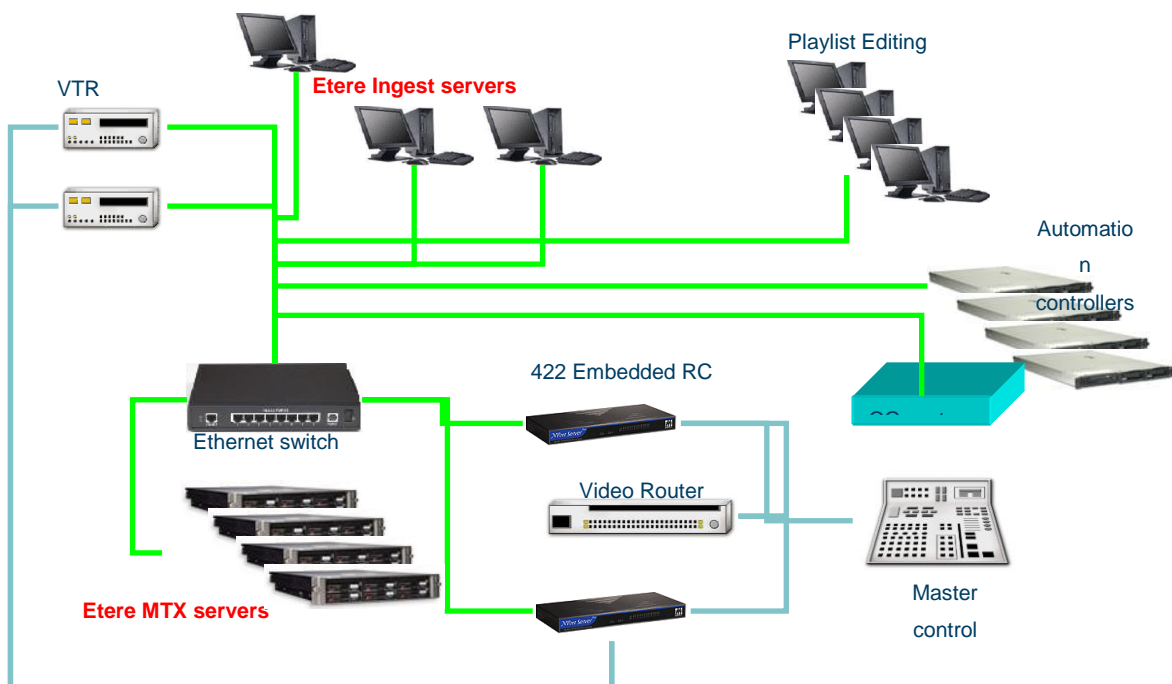 Playlist Editing
Etere Ingest servers
VTR
Automatio
n
controllers
422 Embedded RC
Ethernet switch
Video Router
Etere MTX servers
Master
control